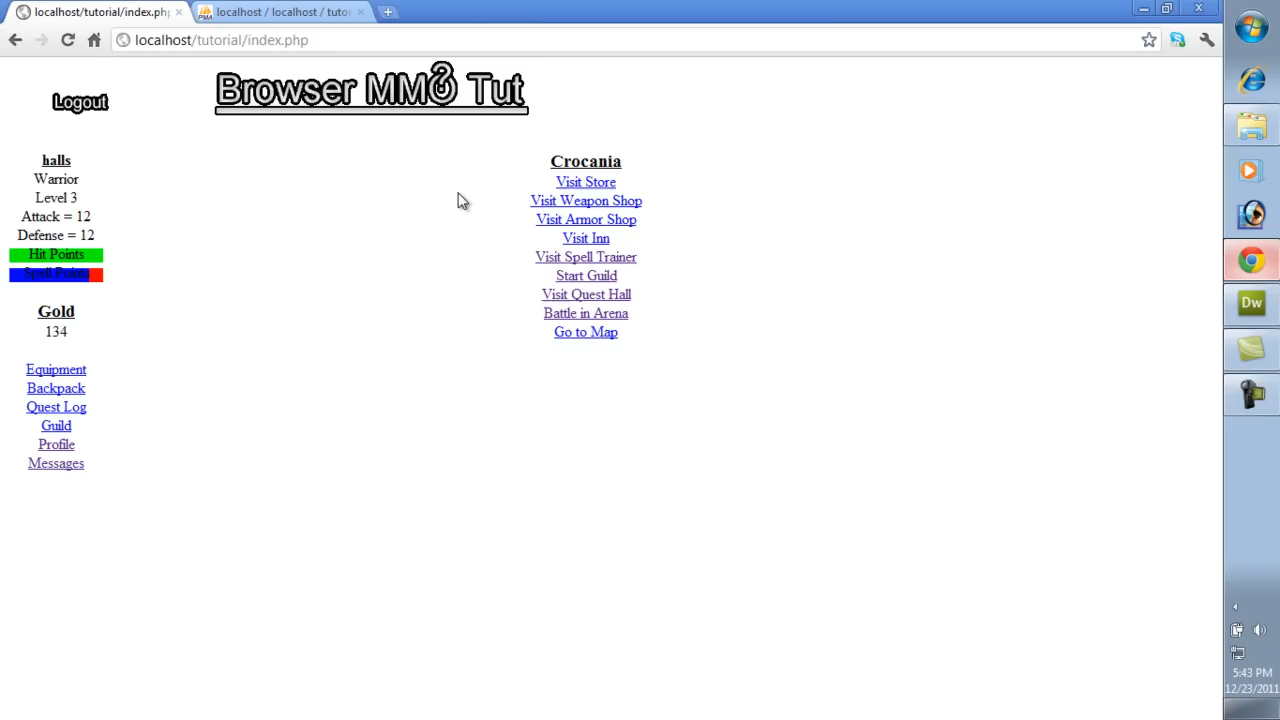 localhost/tutorial/index.php
localhost / localhost / tutor
localhost/tutorial/index.php
Logout
Browser MMO Tut
halls
Warrior
Level 3
Attack = 12
Defense = 12
Hit Points
Spell Points
Gold
134
Equipment
Backpack
Quest Log
Guild
Profile
Messages
Crocania
Visit Store
Visit Weapon Shop
Visit Armor Shop
Visit Inn
Visit Spell Trainer
Start Guild
Visit Quest Hall
Battle in Arena
Go to Map
Dw
5:43 PM
12/23/2011